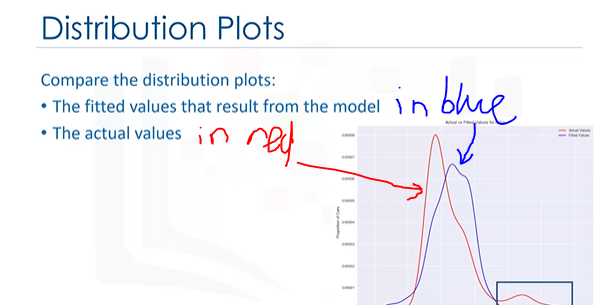 Distribution Plots
Compare the distribution plots:
• The fitted values that result from the model in blue
• The actual values in red
Actual vs Fitted Values for
Actual Values
Fitted Values
Proportion of Cars
0.00008
0.00007
0.00006
0.00005
0.00004
0.00003
0.00002
0.00001